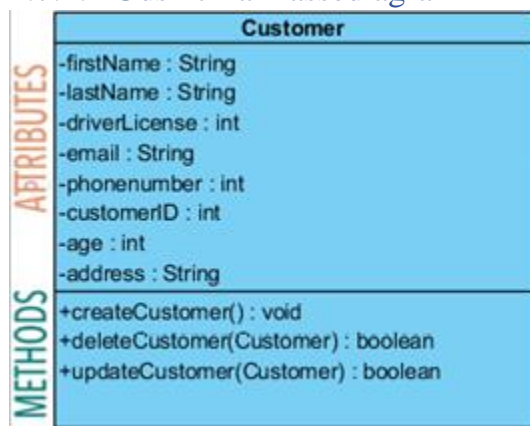 Customer
ATTRIBUTES
-firstName : String
-lastName : String
-driverLicense : int
-email : String
-phonenumber : int
-customerID : int
-age : int
-address : String
METHODS
+createCustomer() : void
+deleteCustomer(Customer) : boolean
+updateCustomer(Customer) : boolean